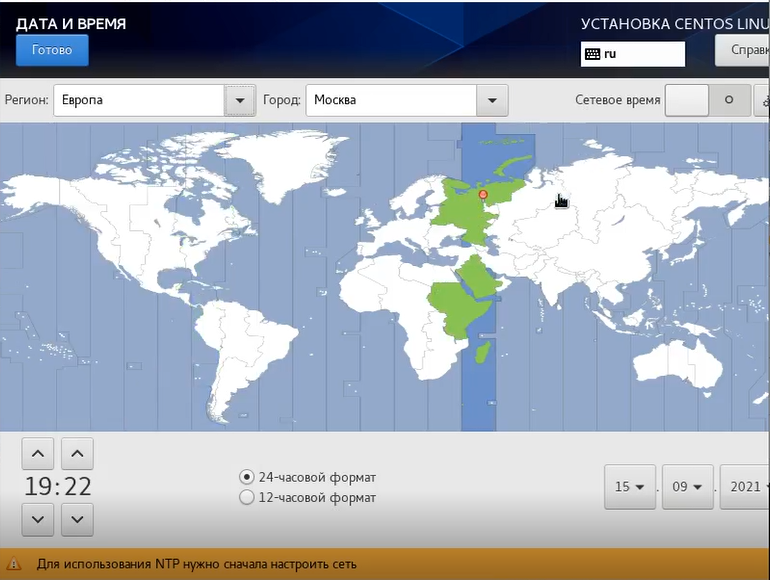 ДАТА И ВРЕМЯ
УСТАНОВКА CENTOS LINU
Готово
ru
Справк
Регион: Европа Город: Москва Сетевое время
19:22
24-часовой формат
12-часовой формат
15 . 09 . 2021
Для использования NTP нужно сначала настроить сеть